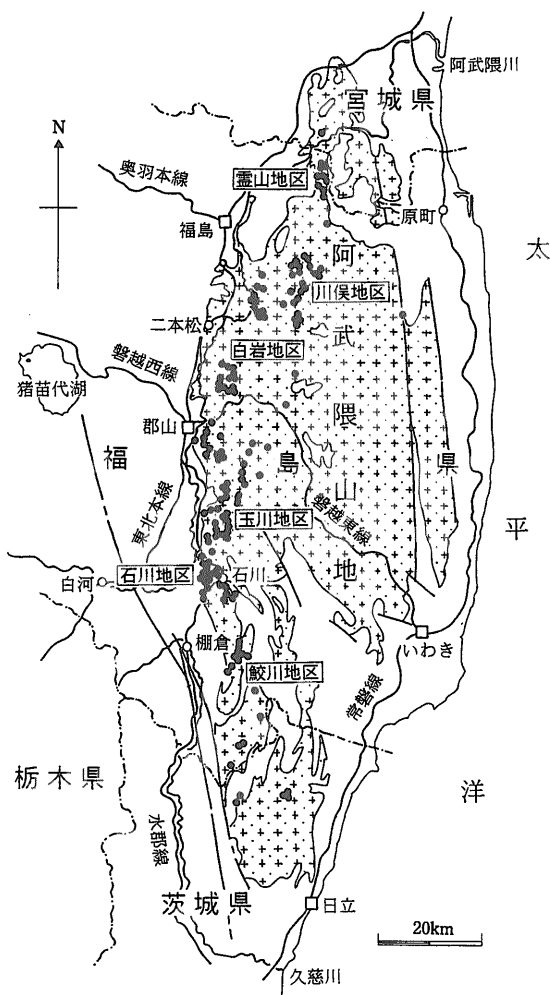 阿武隈川
宮城県
N
奥羽本線
霊山地区
原町
福島
太
阿
川俣地区
二本松
武
白岩地区
磐越西線
猪苗代湖
郡山
隈
福
島
県
山
東北本線
玉川地区
磐越東線
平
地
石川地区
石川
白河
棚倉
いわき
鮫川地区
常磐線
栃木県
洋
水郡線
茨城県
日立
20km
久慈川